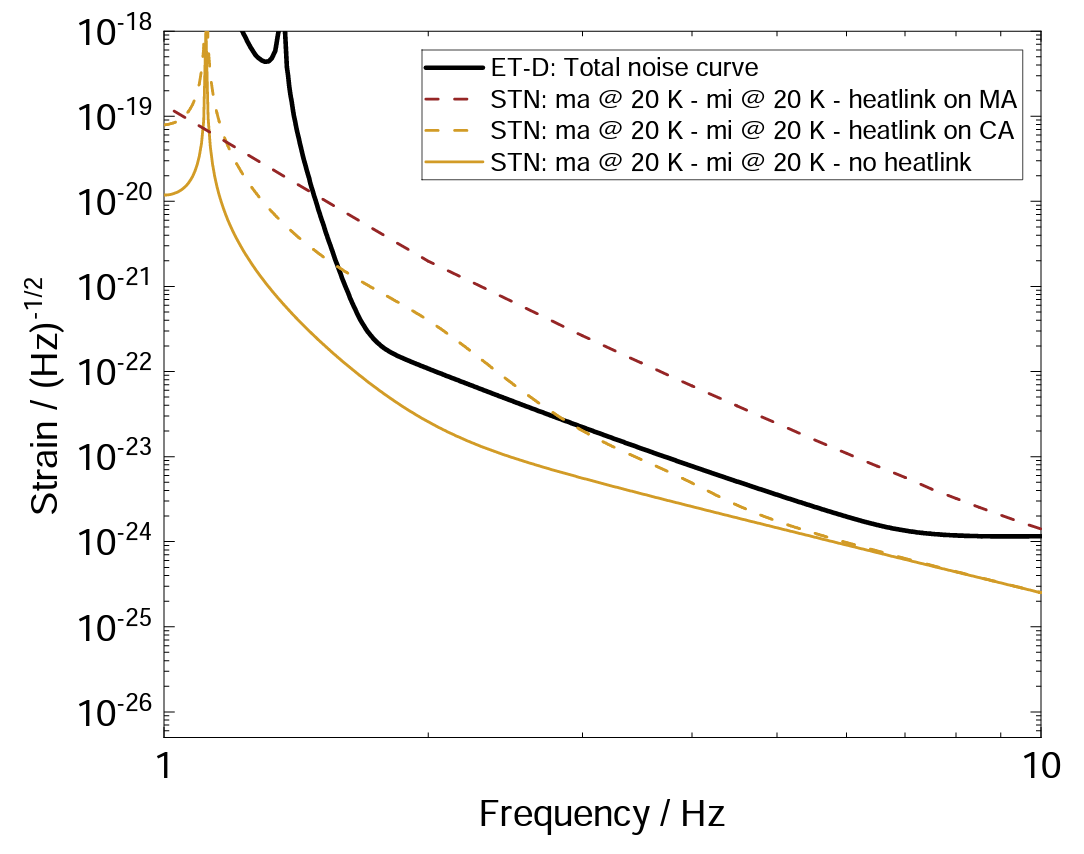 10^-18
10^-19
10^-20
10^-21
10^-22
10^-23
10^-24
10^-25
10^-26
Strain / (Hz)^-1/2
ET-D: Total noise curve
STN: ma @ 20 K - mi @ 20 K - heatlink on MA
STN: ma @ 20 K - mi @ 20 K - heatlink on CA
STN: ma @ 20 K - mi @ 20 K - no heatlink
1 10
Frequency / Hz